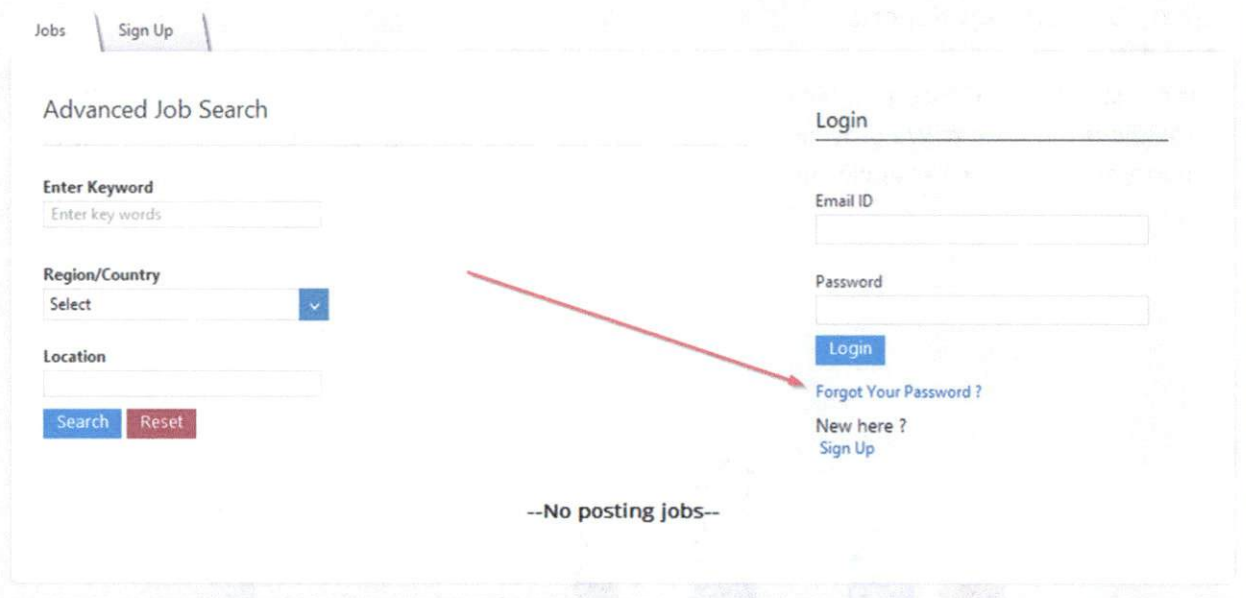 Jobs
Sign Up
Advanced Job Search
Enter Keyword
Enter key words
Region/Country
Select
Location
Search
Reset
Login
Email ID
Password
Login
Forgot Your Password ?
New here ?
Sign Up
--No posting jobs--